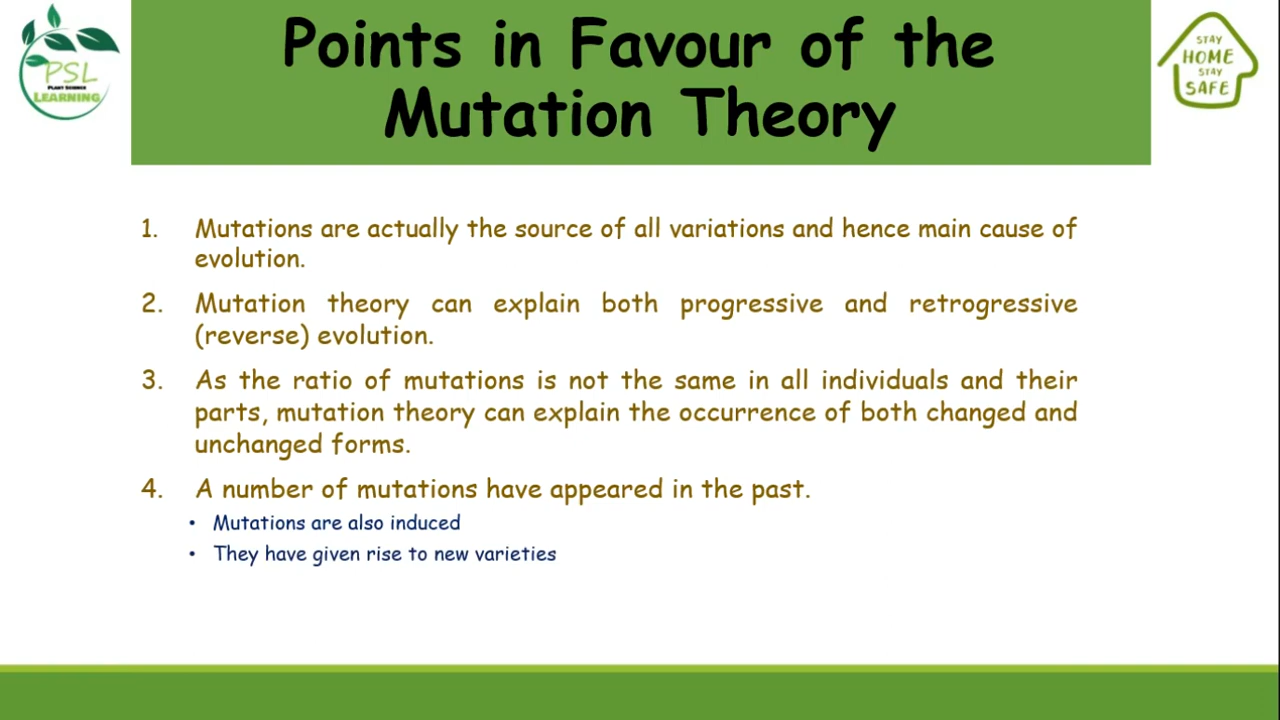 Points in Favour of the
Mutation Theory
PSL
PLANT SCIENCE
LEARNING
STAY
HOME
STAY
SAFE
1. Mutations are actually the source of all variations and hence main cause of
evolution.
2. Mutation theory can explain both progressive and retrogressive
(reverse) evolution.
3. As the ratio of mutations is not the same in all individuals and their
parts, mutation theory can explain the occurrence of both changed and
unchanged forms.
4. A number of mutations have appeared in the past.
• Mutations are also induced
• They have given rise to new varieties